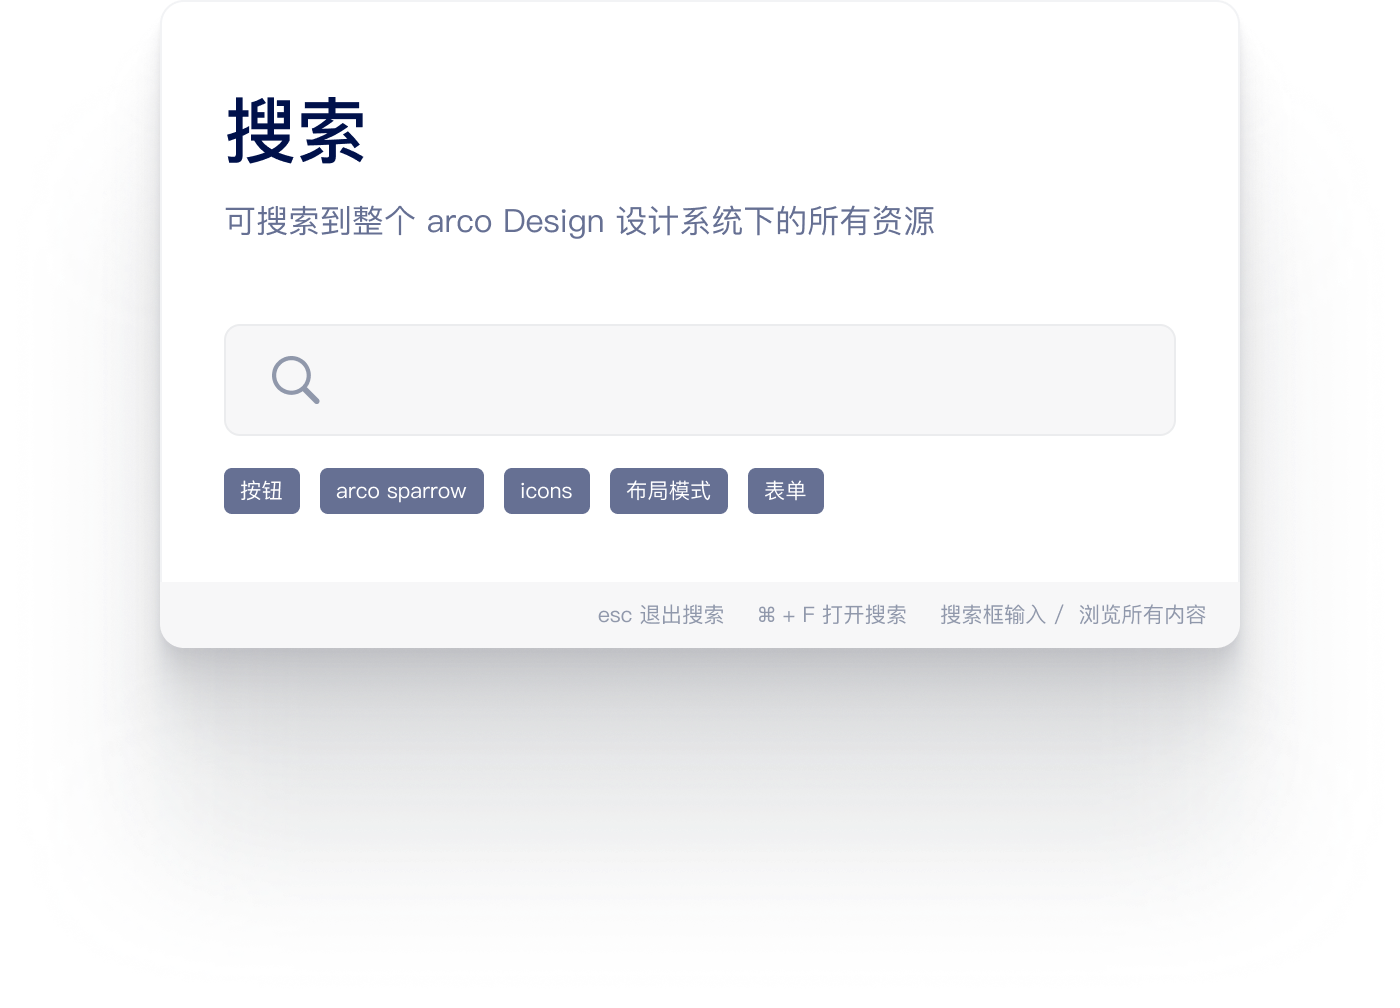 搜索
可搜索到整个 arco Design 设计系统下的所有资源
按钮 arco sparrow icons 布局模式 表单
esc 退出搜索 ⌘ + F 打开搜索 搜索框输入 / 浏览所有内容